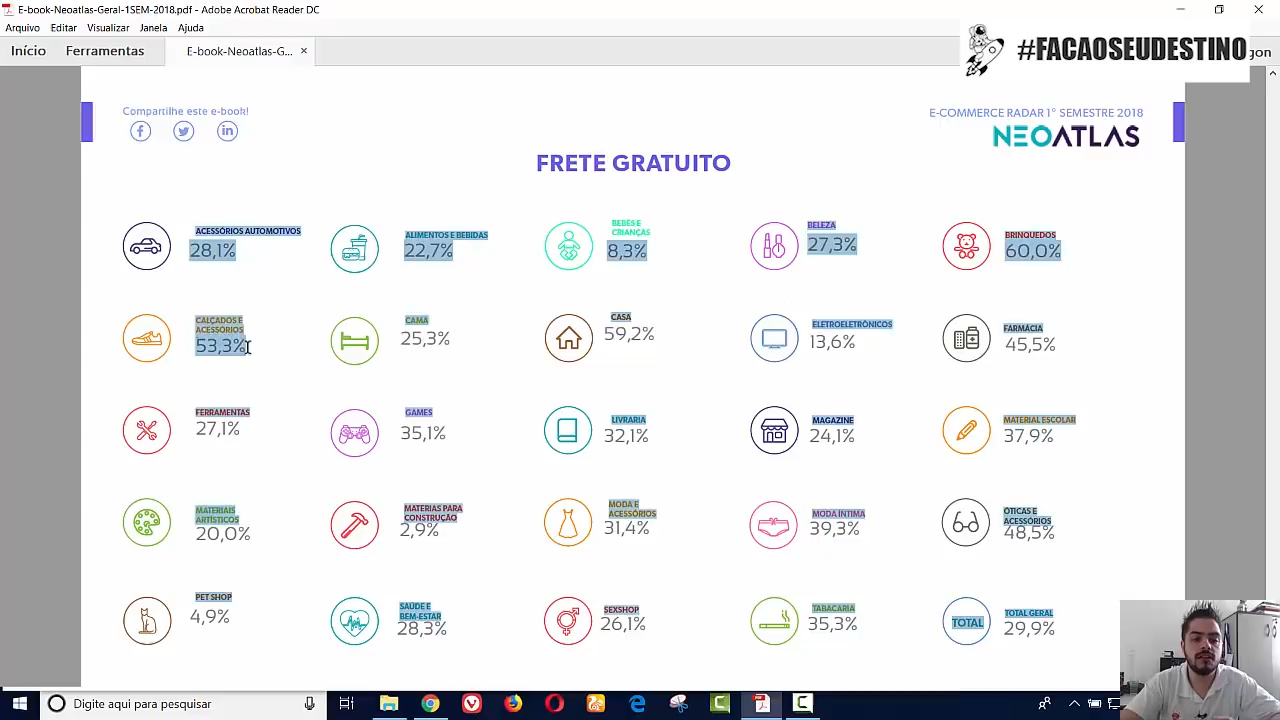 E-book-Neoatlas-Geral-1SEM-2018.pdf - Adobe Acrobat Reader DC
Arquivo Editar Visualizar Janela Ajuda
Início Ferramentas E-book-Neoatlas-G... ×
#FACAOSEUDESTINO
Compartilhe este e-book!
E-COMMERCE RADAR 1° SEMESTRE 2018
NEOATLAS
FRETE GRATUITO
ACESSÓRIOS AUTOMOTIVOS
28,1%
ALIMENTOS E BEBIDAS
22,7%
BEBÊS E
CRIANÇAS
8,3%
BELEZA
27,3%
BRINQUEDOS
60,0%
CALÇADOS E
ACESSÓRIOS
53,3%
CAMA
25,3%
CASA
59,2%
ELETROELETRÔNICOS
13,6%
FARMÁCIA
45,5%
FERRAMENTAS
27,1%
GAMES
35,1%
LIVRARIA
32,1%
MAGAZINE
24,1%
MATERIAL ESCOLAR
37,9%
MATERIAIS
ARTÍSTICOS
20,0%
MATERIAS PARA
CONSTRUÇÃO
2,9%
MODA E
ACESSÓRIOS
31,4%
MODA ÍNTIMA
39,3%
ÓTICAS E
ACESSÓRIOS
48,5%
PET SHOP
4,9%
SAÚDE E
BEM-ESTAR
28,3%
SEXSHOP
26,1%
TABACARIA
35,3%
TOTAL
TOTAL GERAL
29,9%
Digite aqui para pesquisar